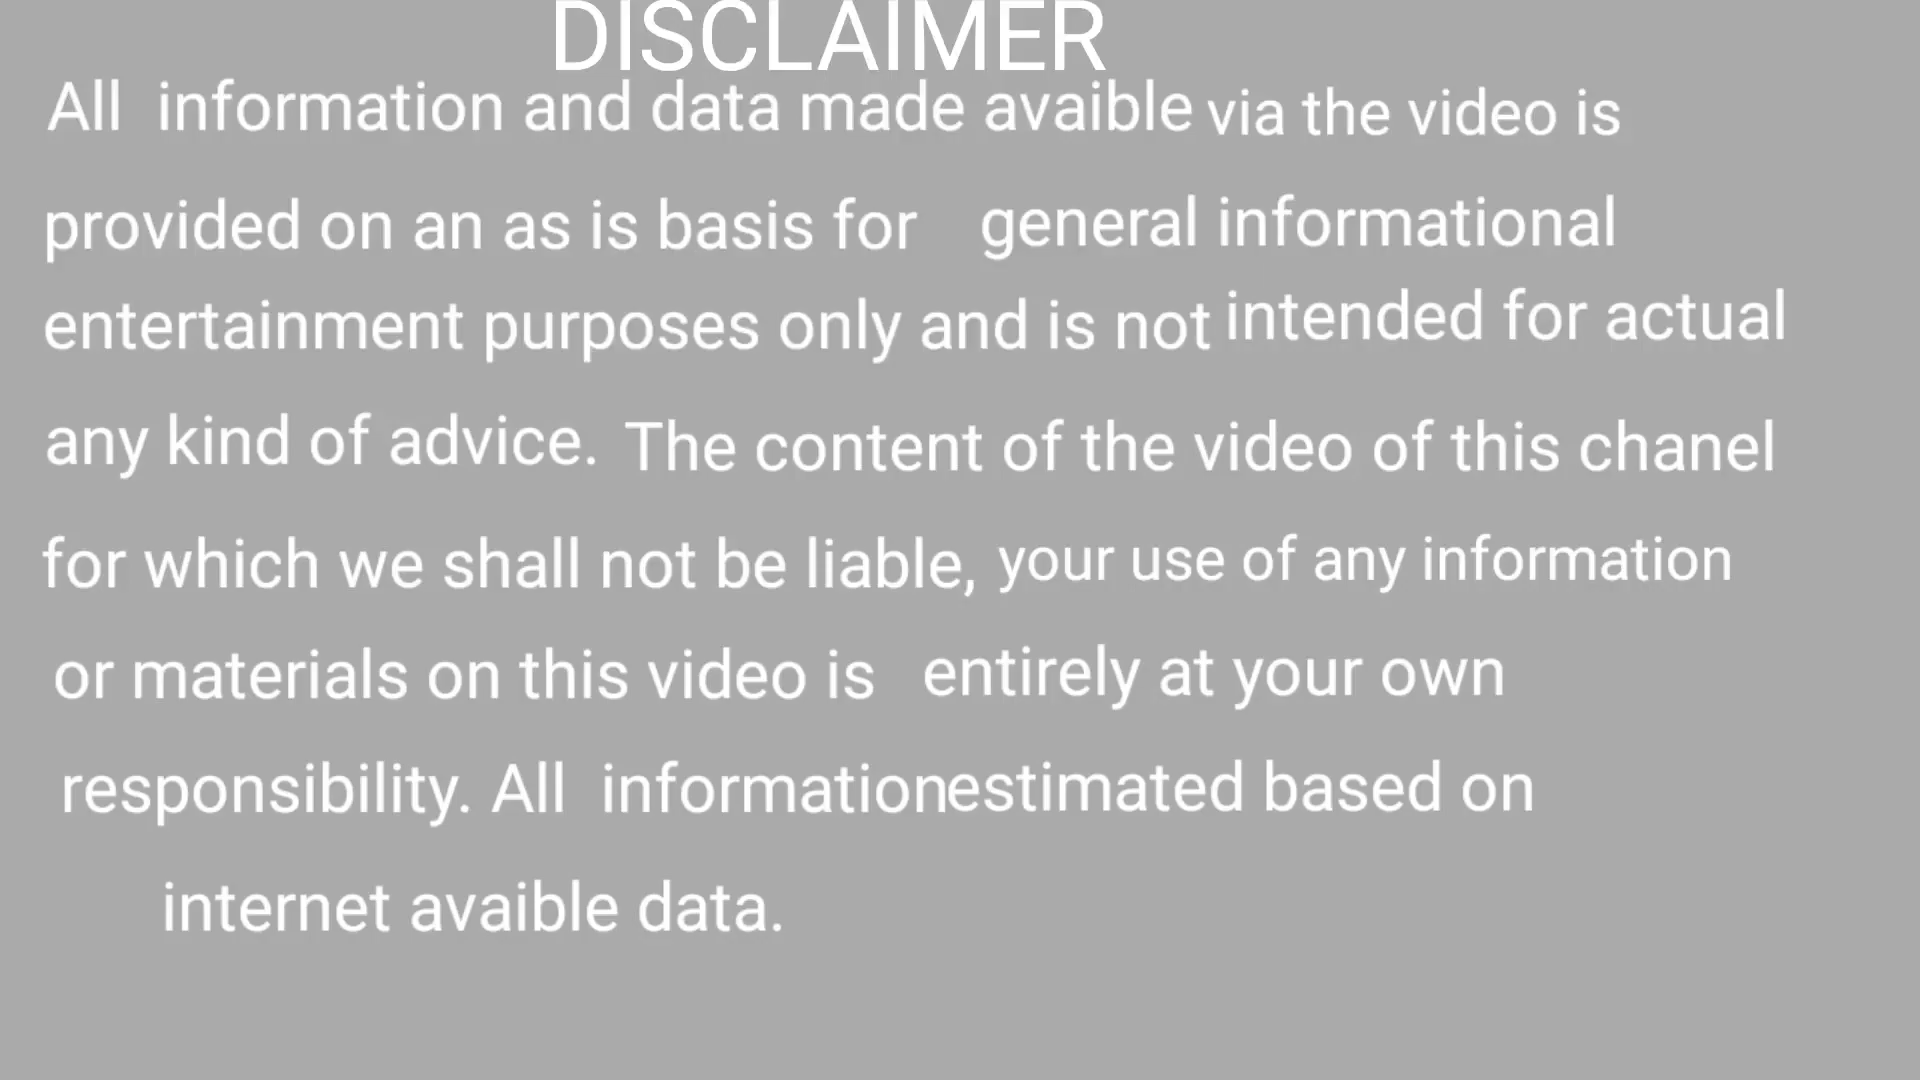 DISCLAIMER
All information and data made avaible via the video is
provided on an as is basis for general informational
entertainment purposes only and is not intended for actual
any kind of advice. The content of the video of this chanel
for which we shall not be liable, your use of any information
or materials on this video is entirely at your own
responsibility. All informationestimated based on
internet avaible data.